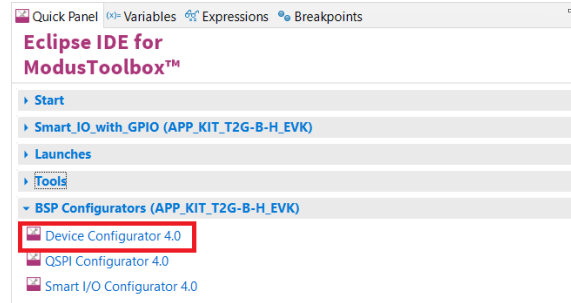 Quick Panel (x)= Variables Expressions Breakpoints
Eclipse IDE for
ModusToolbox™
Start
Smart_IO_with_GPIO (APP_KIT_T2G-B-H_EVK)
Launches
Tools
BSP Configurators (APP_KIT_T2G-B-H_EVK)
Device Configurator 4.0
QSPI Configurator 4.0
Smart I/O Configurator 4.0